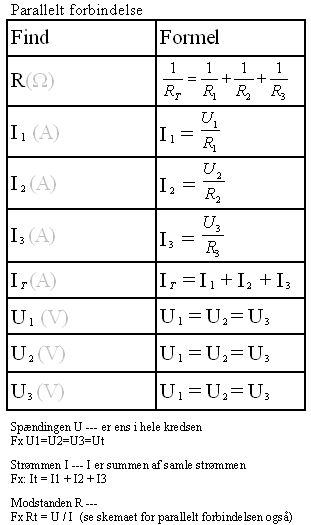 Parallelt forbindelse
Find Formel
R(Ω) 1/R_T = 1/R_1 + 1/R_2 + 1/R_3
I_1 (A) I_1 = U_1/R_1
I_2 (A) I_2 = U_2/R_2
I_3 (A) I_3 = U_3/R_3
I_T (A) I_T = I_1 + I_2 + I_3
U_1 (V) U_1 = U_2 = U_3
U_2 (V) U_1 = U_2 = U_3
U_3 (V) U_1 = U_2 = U_3
Spændingen U --- er ens i hele kredsen
Fx U1=U2=U3=Ut
Strømmen I --- I er summen af samle strømmen
Fx: It = I1 + I2 + I3
Modstanden R ---
Fx Rt = U / I (se skemaet for parallelt forbindelsen også)